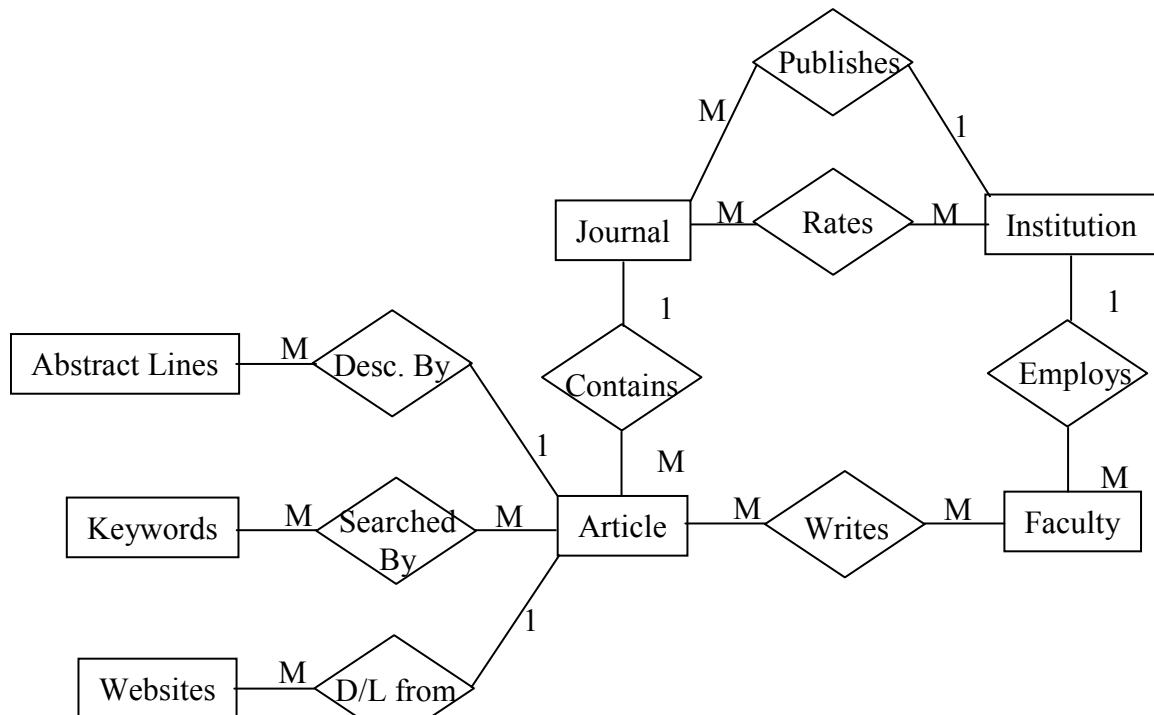 Publishes
M
1
Journal
M
Rates
M
Institution
1
1
Abstract Lines
M
Desc. By
Contains
Employs
1
M
M
Keywords
M
Searched
By
M
Article
M
Writes
M
Faculty
1
Websites
M
D/L from